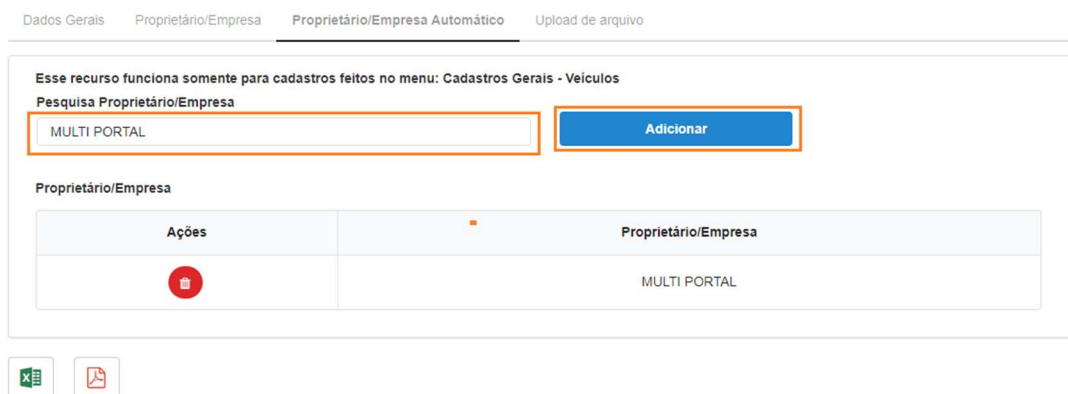 Dados Gerais Proprietário/Empresa Proprietário/Empresa Automático Upload de arquivo
Esse recurso funciona somente para cadastros feitos no menu: Cadastros Gerais - Veículos
Pesquisa Proprietário/Empresa
MULTI PORTAL Adicionar
Proprietário/Empresa
Ações Proprietário/Empresa
MULTI PORTAL